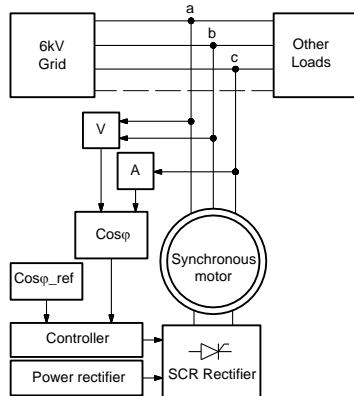 a
6kV
Grid
b
c
Other
Loads
V
A
Cosφ
Synchronous
motor
Cosφ_ref
Controller
Power rectifier
SCR Rectifier